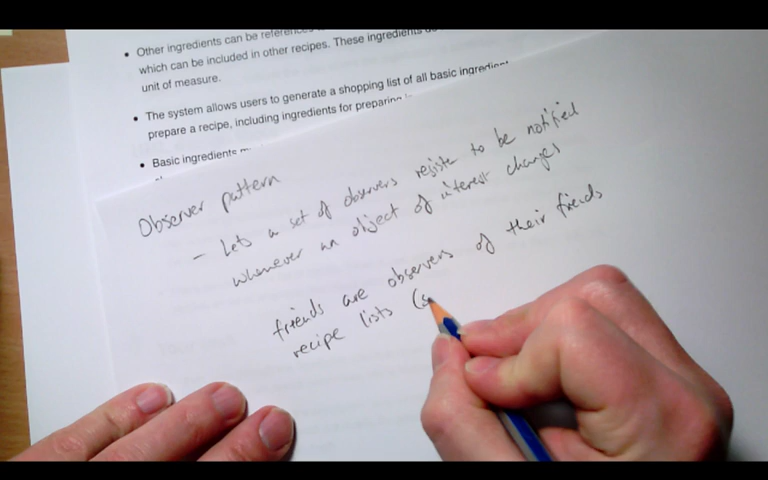 • Other ingredients can be
which can be included in other recipes. These ingredients
unit of measure.
• The system allows users to generate a shopping list of all basic
prepare a recipe, including ingredients for preparing
• Basic ingredients
Observer pattern
- Lets a set of observers register to be notified
whenever an object of interest changes
friends are observers of their frieds
recipe lists (s